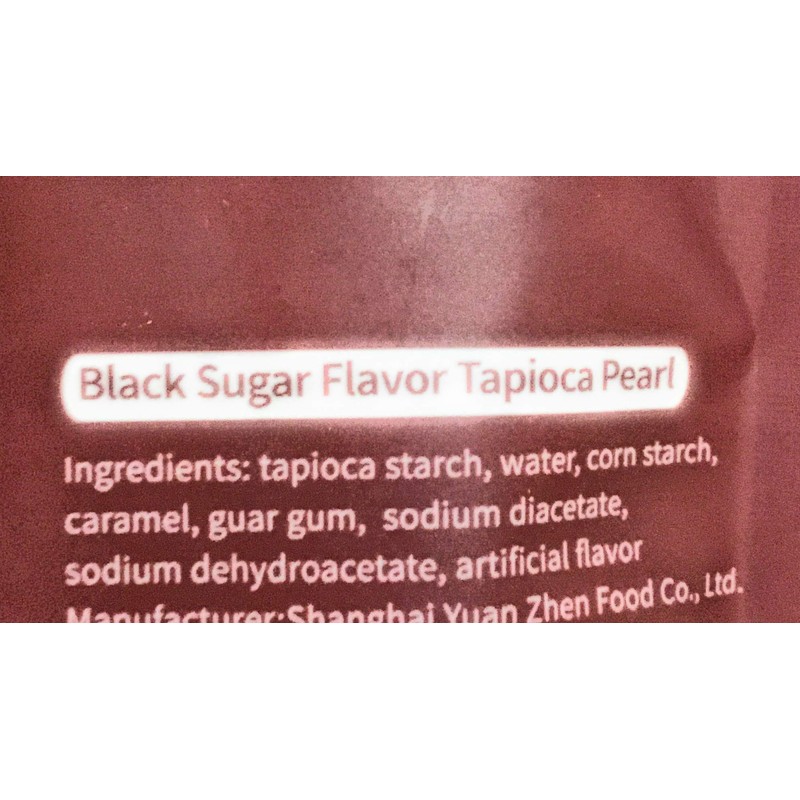 Black Sugar Flavor Tapioca Pearl
Ingredients: tapioca starch, water, corn starch,
caramel, guar gum, sodium diacetate,
sodium dehydroacetate, artificial flavor
Manufacturer:Shanghai Yuan Zhen Food Co., Ltd.